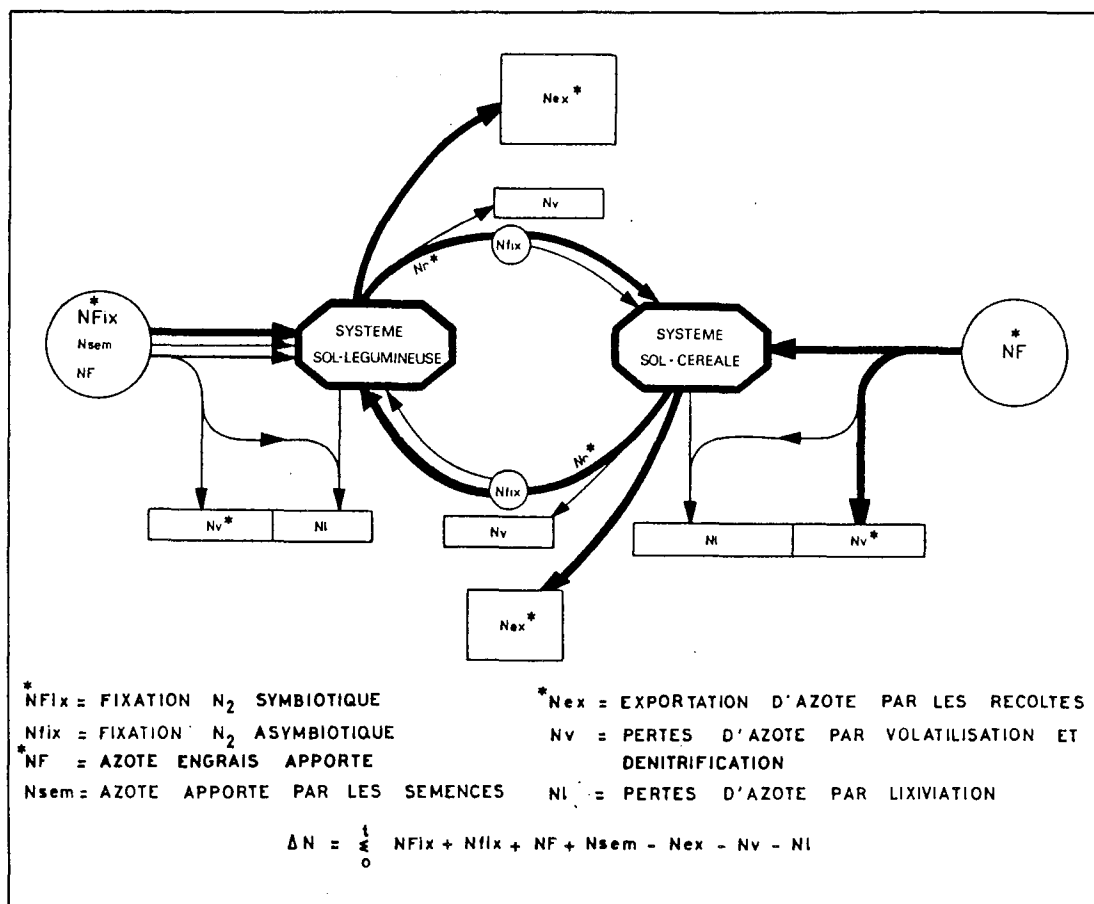 Nex*
Nv
Nfix
Nr*
*
NFix
Nsem
NF
SYSTEME
SOL-LEGUMINEUSE
SYSTEME
SOL-CEREALE
*
NF
Nr*
Nfix
Nv* Nl
Nv
Nl Nv*
Nex*
*NFix = FIXATION N2 SYMBIOTIQUE
Nfix = FIXATION N2 ASYMBIOTIQUE
*NF = AZOTE ENGRAIS APPORTE
Nsem = AZOTE APPORTE PAR LES SEMENCES
*Nex = EXPORTATION D'AZOTE PAR LES RECOLTES
Nv = PERTES D'AZOTE PAR VOLATILISATION ET
DENITRIFICATION
Nl = PERTES D'AZOTE PAR LIXIVIATION
t
ΔN = Σ NFix + Nfix + NF + Nsem - Nex - Nv - Nl
o